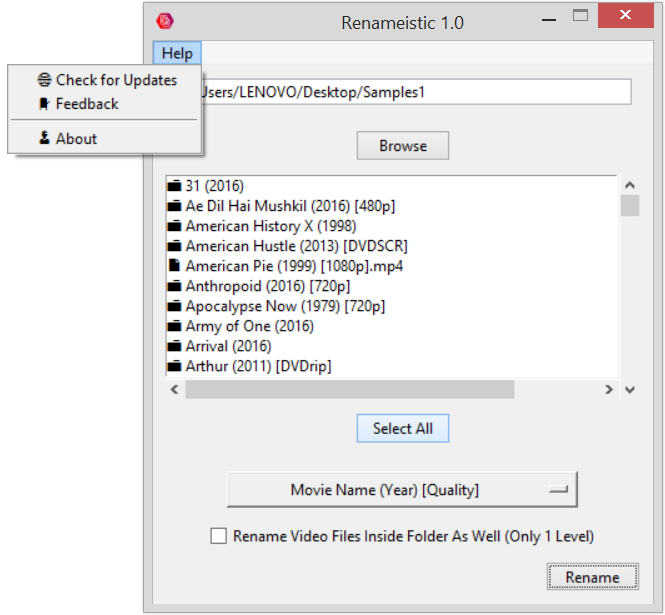 Renameistic 1.0
Help
Check for Updates
Feedback
About
Users/LENOVO/Desktop/Samples1
Browse
31 (2016)
Ae Dil Hai Mushkil (2016) [480p]
American History X (1998)
American Hustle (2013) [DVDSCR]
American Pie (1999) [1080p].mp4
Anthropoid (2016) [720p]
Apocalypse Now (1979) [720p]
Army of One (2016)
Arrival (2016)
Arthur (2011) [DVDrip]
Select All
Movie Name (Year) [Quality]
Rename Video Files Inside Folder As Well (Only 1 Level)
Rename